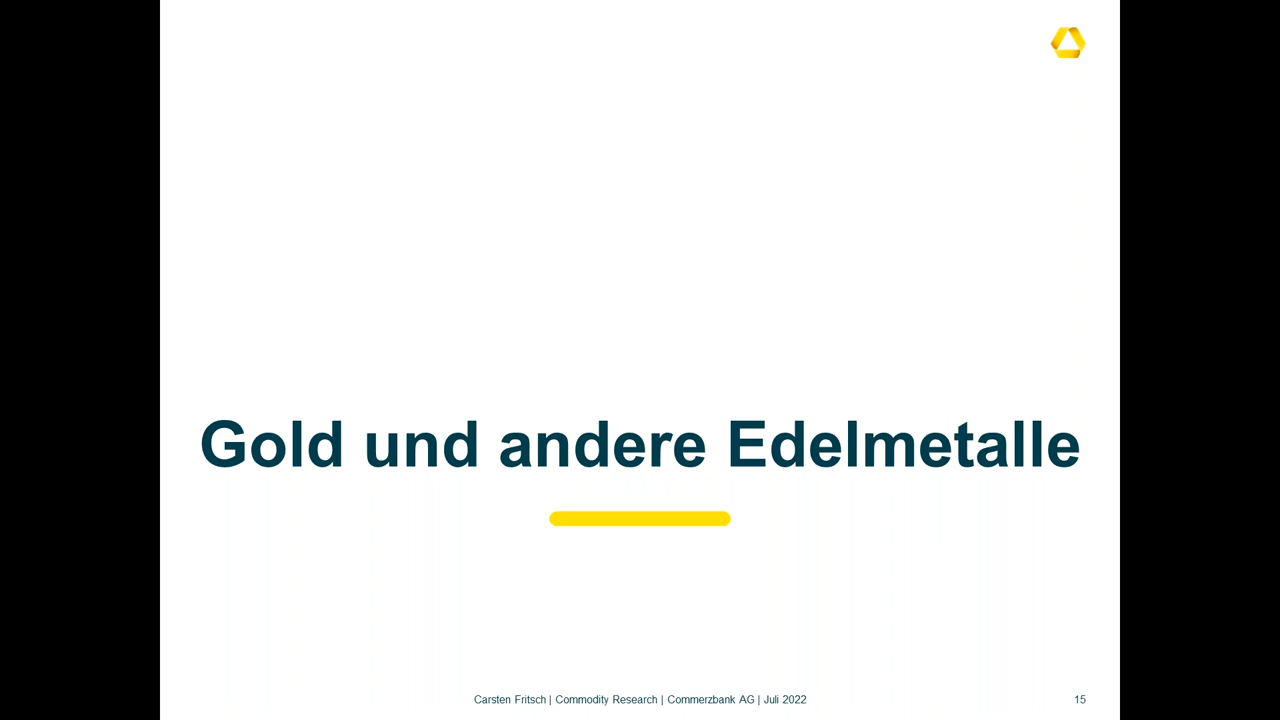 Gold und andere Edelmetalle
Carsten Fritsch | Commodity Research | Commerzbank AG | Juli 2022
15